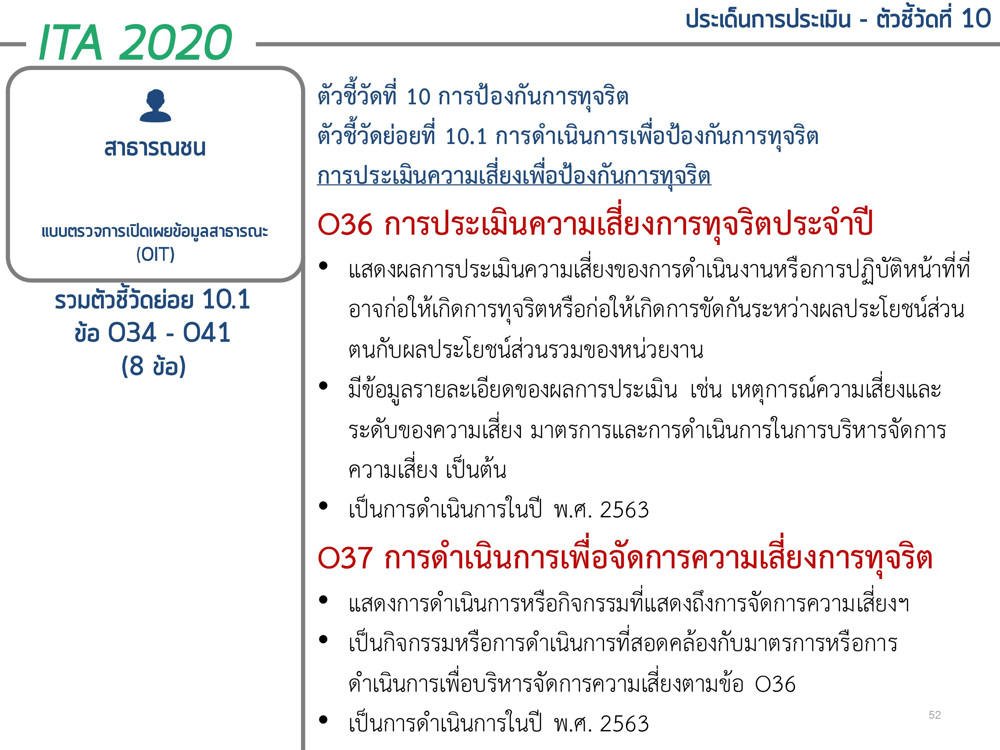 ประเด็นการประเมิน - ตัวชี้วัดที่ 10
ITA 2020
สาธารณชน
แบบตรวจการเปิดเผยข้อมูลสาธารณะ
(OIT)
รวมตัวชี้วัดย่อย 10.1
ข้อ O34 - O41
(8 ข้อ)
ตัวชี้วัดที่ 10 การป้องกันการทุจริต
ตัวชี้วัดย่อยที่ 10.1 การดำเนินการเพื่อป้องกันการทุจริต
การประเมินความเสี่ยงเพื่อป้องกันการทุจริต
O36 การประเมินความเสี่ยงการทุจริตประจำปี
• แสดงผลการประเมินความเสี่ยงของการดำเนินงานหรือการปฏิบัติหน้าที่ที่
อาจก่อให้เกิดการทุจริตหรือก่อให้เกิดการขัดกันระหว่างผลประโยชน์ส่วน
ตนกับผลประโยชน์ส่วนรวมของหน่วยงาน
• มีข้อมูลรายละเอียดของผลการประเมิน เช่น เหตุการณ์ความเสี่ยงและ
ระดับของความเสี่ยง มาตรการและการดำเนินการในการบริหารจัดการ
ความเสี่ยง เป็นต้น
• เป็นการดำเนินการในปี พ.ศ. 2563
O37 การดำเนินการเพื่อจัดการความเสี่ยงการทุจริต
• แสดงการดำเนินการหรือกิจกรรมที่แสดงถึงการจัดการความเสี่ยงฯ
• เป็นกิจกรรมหรือการดำเนินการที่สอดคล้องกับมาตรการหรือการ
ดำเนินการเพื่อบริหารจัดการความเสี่ยงตามข้อ O36
• เป็นการดำเนินการในปี พ.ศ. 2563
52